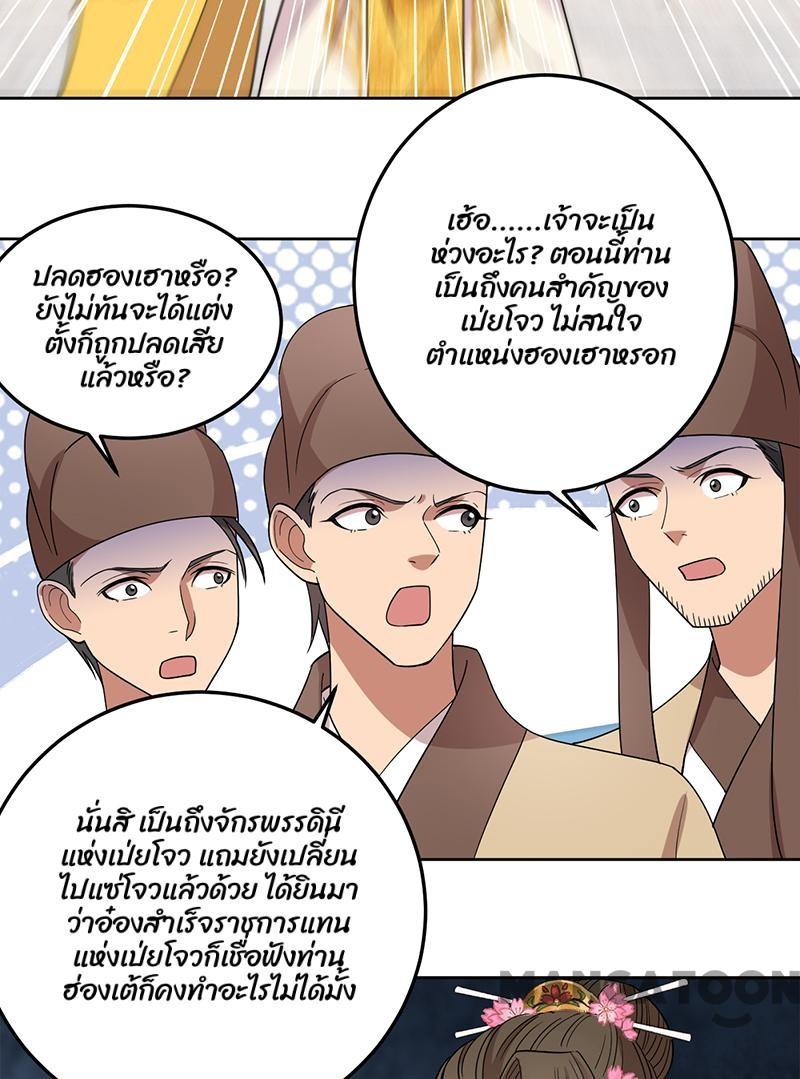 ปลดฮองเฮาหรือ?
ยังไม่ทันจะได้แต่ง
ตั้งก็ถูกปลดเสีย
แล้วหรือ?
เฮ้อ......เจ้าจะเป็น
ห่วงอะไร? ตอนนี้ท่าน
เป็นถึงคนสำคัญของ
เป่ยโจว ไม่สนใจ
ตำแหน่งฮองเฮาหรอก
นั่นสิ เป็นถึงจักรพรรดินี
แห่งเป่ยโจว แถมยังเปลี่ยน
ไปแซ่โจวแล้วด้วย ได้ยินมา
ว่าอ๋องสำเร็จราชการแทน
แห่งเป่ยโจวก็เชื่อฟังท่าน
ฮ่องเต้ก็คงทำอะไรไม่ได้มั้ง
MANGATOON